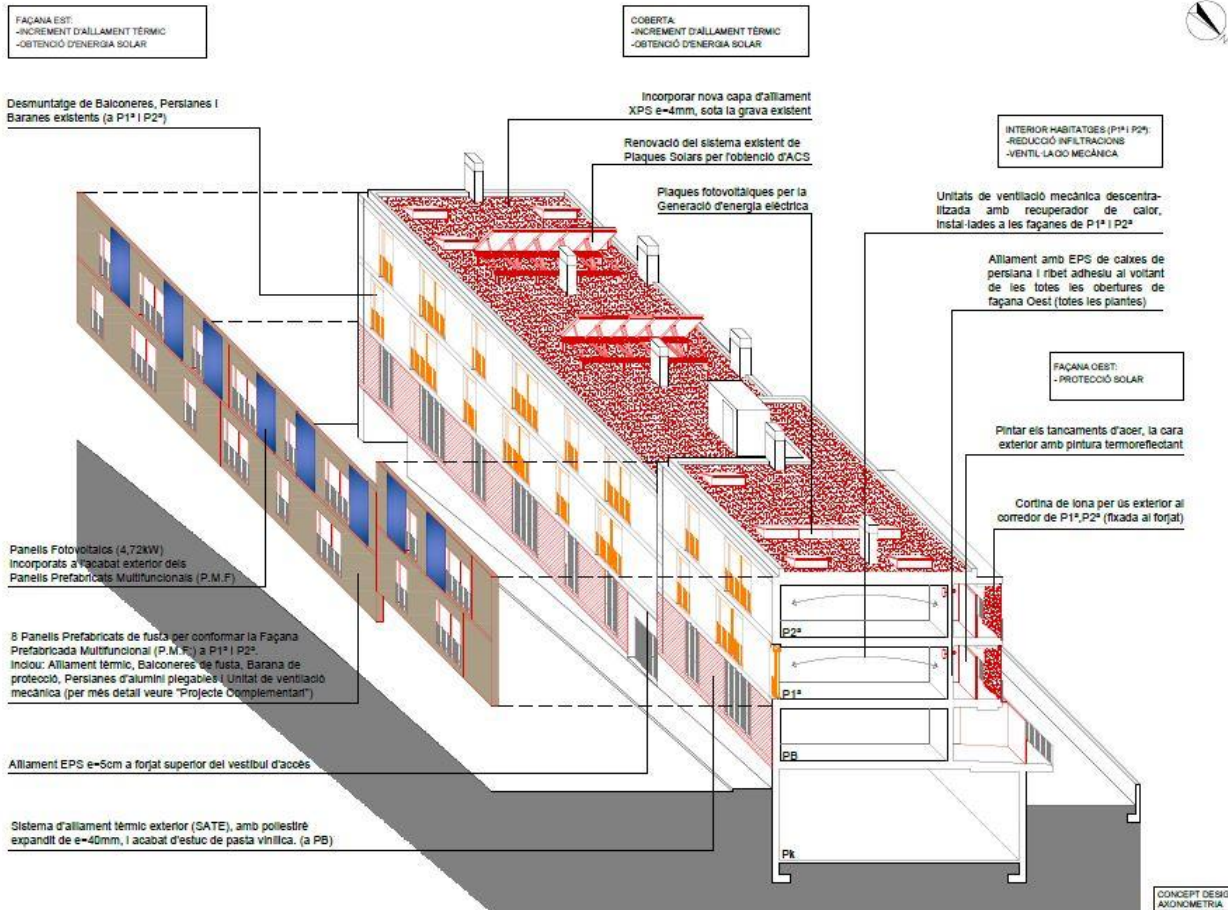 FAÇANA EST:
-INCREMENT D'AÏLLAMENT TÈRMIC
-OBTENCIÓ D'ENERGIA SOLAR
COBERTA:
-INCREMENT D'AÏLLAMENT TÈRMIC
-OBTENCIÓ D'ENERGIA SOLAR
N
Desmuntatge de Balconeres, Persianes i
Baranes existents (a P1ª i P2ª)
Incorporar nova capa d'aïllament
XPS e=4mm, sota la grava existent
Renovació del sistema existent de
Plaques Solars per l'obtenció d'ACS
Plaques fotovoltàiques per la
Generació d'energia elèctrica
INTERIOR HABITATGES (P1ª i P2ª):
-REDUCCIÓ INFILTRACIONS
-VENTIL·LACIO MECÀNICA
Unitats de ventilació mecànica descentra-
litzada amb recuperador de calor,
instal·lades a les façanes de P1ª i P2ª
Aïllament amb EPS de caixes de
persiana i ribet adhesiu al voltant
de les totes les obertures de
façana Oest (totes les plantes)
FAÇANA OEST:
- PROTECCIÓ SOLAR
Pintar els tancaments d'acer, la cara
exterior amb pintura termoreflectant
Cortina de lona per ús exterior al
corredor de P1ª,P2ª (fixada al forjat)
Panells Fotovoltaics (4,72kW)
Incorporats a l'acabat exterior dels
Panells Prefabricats Multifuncionals (P.M.F)
8 Panells Prefabricats de fusta per conformar la Façana
Prefabricada Multifuncional (P.M.F.) a P1ª i P2ª.
Inclou: Aïllament tèrmic, Balconeres de fusta, Barana de
protecció, Persianes d'alumini plegables i Unitat de ventilació
mecànica (per més detall veure "Projecte Complementari")
Aïllament EPS e=5cm a forjat superior del vestíbul d'accés
Sistema d'aïllament tèrmic exterior (SATE), amb poliestirè
expandit de e=40mm, i acabat d'estuc de pasta vinílica. (a PB)
P2ª
P1ª
PB
Pk
CONCEPT DESIG
AXONOMETRIA